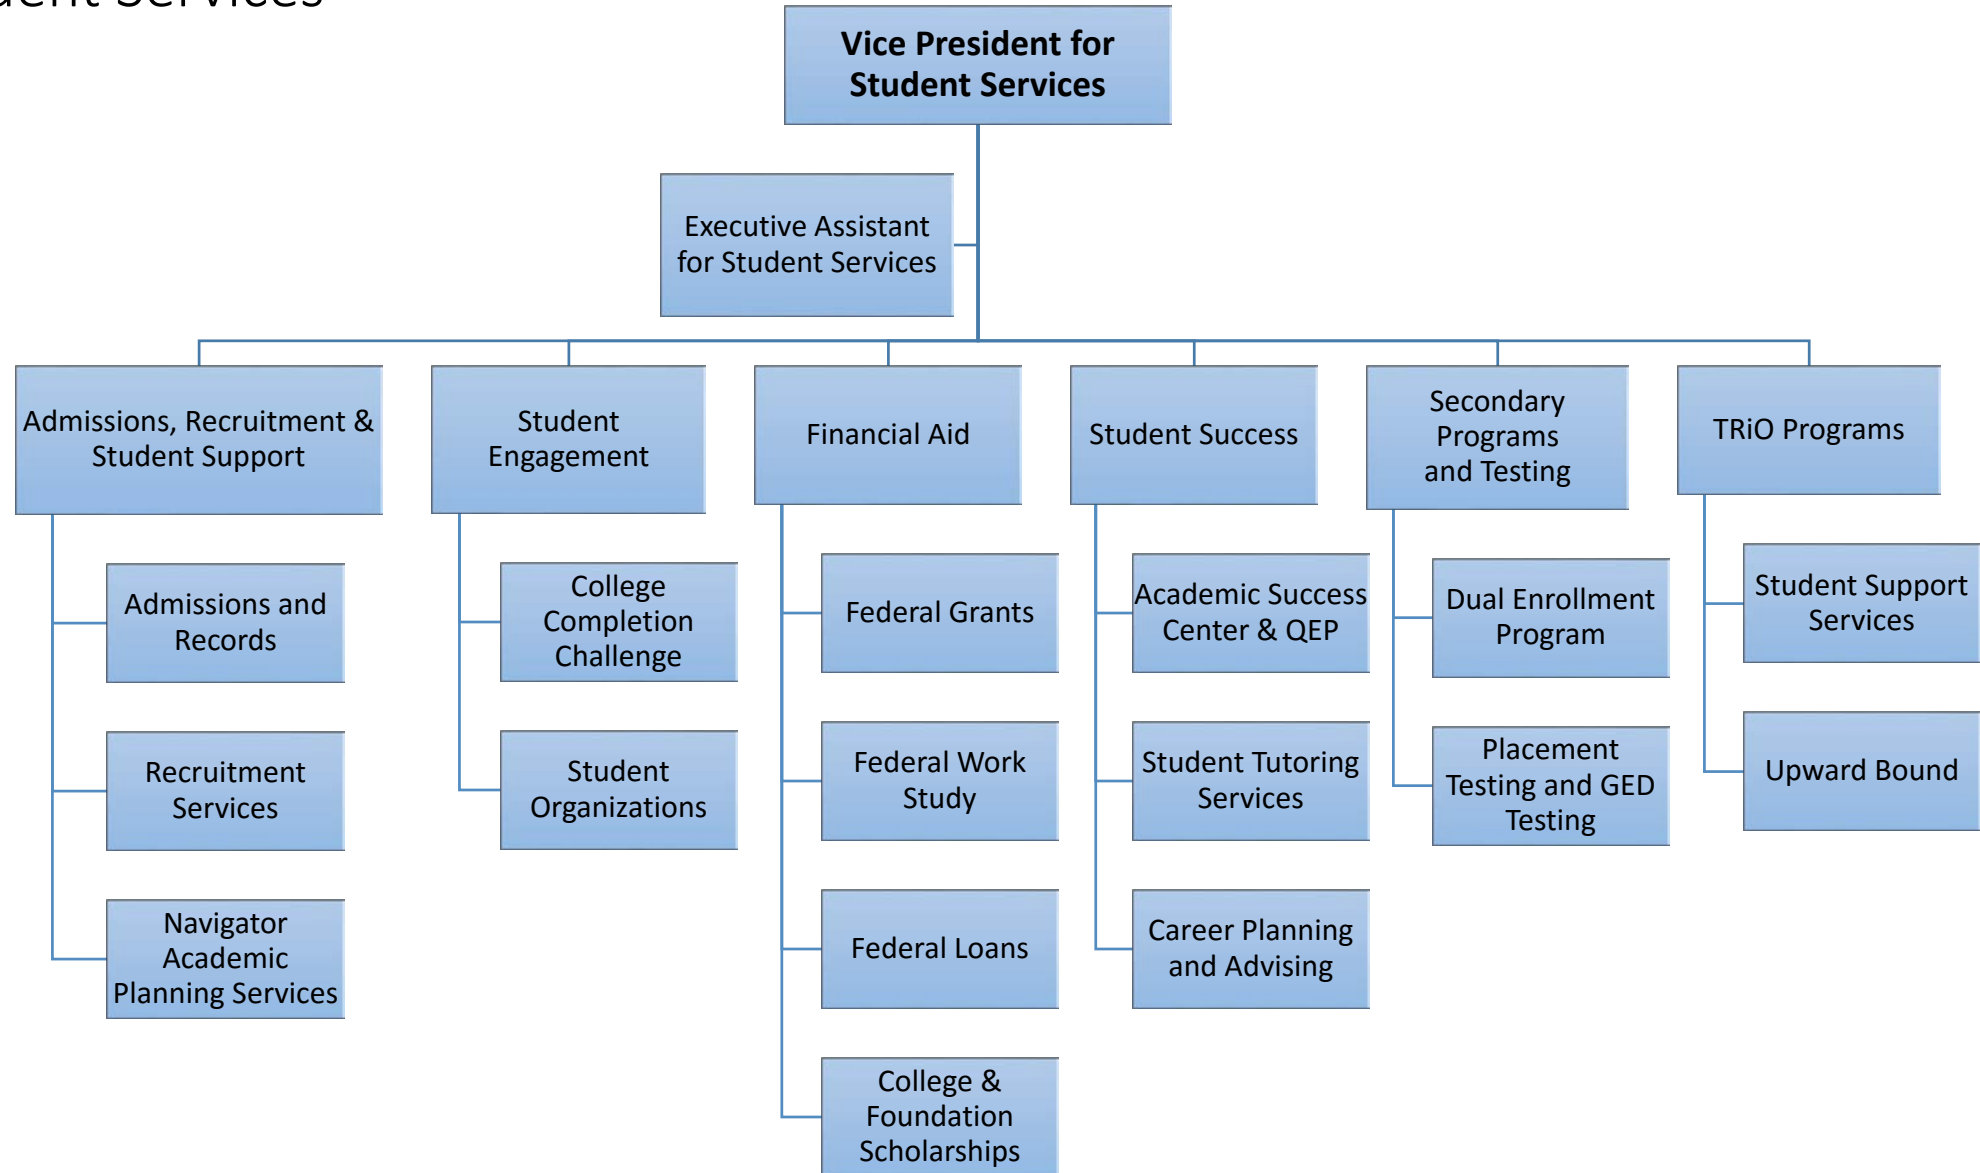 Services
Vice President for
Student Services
Executive Assistant
for Student Services
Admissions, Recruitment &
Student Support
Student
Engagement
Financial Aid
Student Success
Secondary
Programs
and Testing
TRiO Programs
Admissions and
Records
Recruitment
Services
Navigator
Academic
Planning Services
College
Completion
Challenge
Student
Organizations
Federal Grants
Federal Work
Study
Federal Loans
College &
Foundation
Scholarships
Academic Success
Center & QEP
Student Tutoring
Services
Career Planning
and Advising
Dual Enrollment
Program
Placement
Testing and GED
Testing
Student Support
Services
Upward Bound